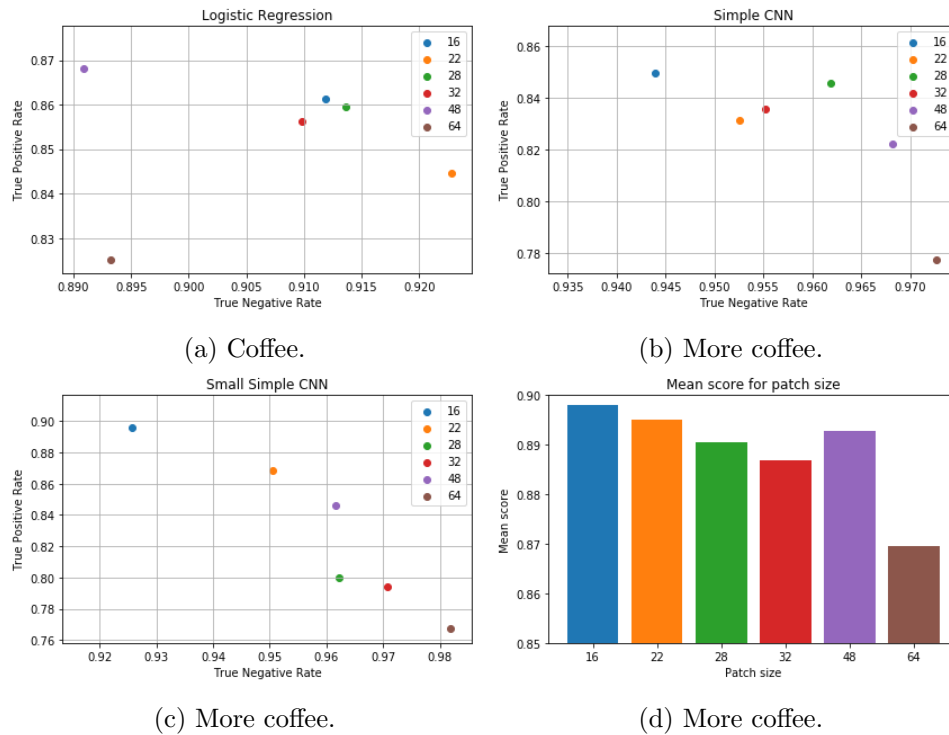 Logistic Regression
True Positive Rate
0.87
0.86
0.85
0.84
0.83
16
22
28
32
48
64
0.890 0.895 0.900 0.905 0.910 0.915 0.920
True Negative Rate
(a) Coffee.
Simple CNN
True Positive Rate
0.86
0.84
0.82
0.80
0.78
16
22
28
32
48
64
0.935 0.940 0.945 0.950 0.955 0.960 0.965 0.970
True Negative Rate
(b) More coffee.
Small Simple CNN
True Positive Rate
0.90
0.88
0.86
0.84
0.82
0.80
0.78
0.76
16
22
28
32
48
64
0.92 0.93 0.94 0.95 0.96 0.97 0.98
True Negative Rate
(c) More coffee.
Mean score for patch size
Mean score
0.90
0.89
0.88
0.87
0.86
0.85
16 22 28 32 48 64
Patch size
(d) More coffee.